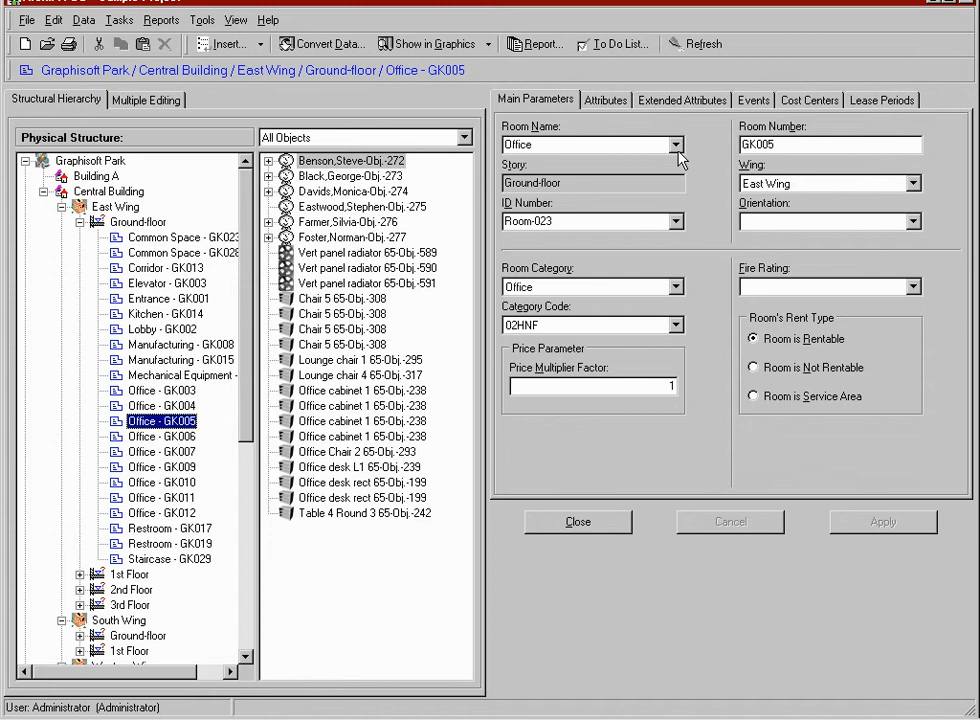 File Edit Data Tasks Reports Tools View Help
Insert... Convert Data... Show in Graphics Report... To Do List... Refresh
Graphisoft Park / Central Building / East Wing / Ground-floor / Office - GK005
Structural Hierarchy Multiple Editing
Physical Structure:
Graphisoft Park
Building A
Central Building
East Wing
Ground-floor
Common Space - GK023
Common Space - GK028
Corridor - GK013
Elevator - GK003
Entrance - GK001
Kitchen - GK014
Lobby - GK002
Manufacturing - GK008
Manufacturing - GK015
Mechanical Equipment -
Office - GK003
Office - GK004
Office - GK005
Office - GK006
Office - GK007
Office - GK009
Office - GK010
Office - GK011
Office - GK012
Restroom - GK017
Restroom - GK019
Staircase - GK029
1st Floor
2nd Floor
3rd Floor
South Wing
Ground-floor
1st Floor
All Objects
Benson,Steve-Obj.-272
Black,George-Obj.-273
Davids,Monica-Obj.-274
Eastwood,Stephen-Obj.-275
Farmer,Silvia-Obj.-276
Foster,Norman-Obj.-277
Vert panel radiator 65-Obj.-589
Vert panel radiator 65-Obj.-590
Vert panel radiator 65-Obj.-591
Chair 5 65-Obj.-308
Chair 5 65-Obj.-308
Chair 5 65-Obj.-308
Chair 5 65-Obj.-308
Lounge chair 1 65-Obj.-295
Lounge chair 4 65-Obj.-317
Office cabinet 1 65-Obj.-238
Office cabinet 1 65-Obj.-238
Office cabinet 1 65-Obj.-238
Office cabinet 1 65-Obj.-238
Office Chair 2 65-Obj.-293
Office desk L1 65-Obj.-239
Office desk rect 65-Obj.-199
Office desk rect 65-Obj.-199
Table 4 Round 3 65-Obj.-242
Main Parameters Attributes Extended Attributes Events Cost Centers Lease Periods
Room Name:
Office
Story:
Ground-floor
ID Number:
Room-023
Room Number:
GK005
Wing:
East Wing
Orientation:
Room Category:
Office
Category Code:
02HNF
Price Parameter
Price Multiplier Factor:
1
Fire Rating:
Room's Rent Type
Room is Rentable
Room is Not Rentable
Room is Service Area
Close Cancel Apply
User: Administrator (Administrator)